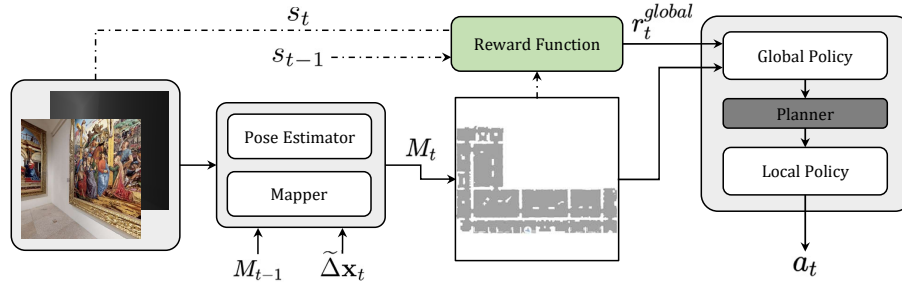 s_t
s_{t-1}
Reward Function
r_t^{global}
Global Policy
Planner
Local Policy
a_t
Pose Estimator
Mapper
M_t
M_{t-1}
\widetilde{\Delta}\mathbf{x}_t